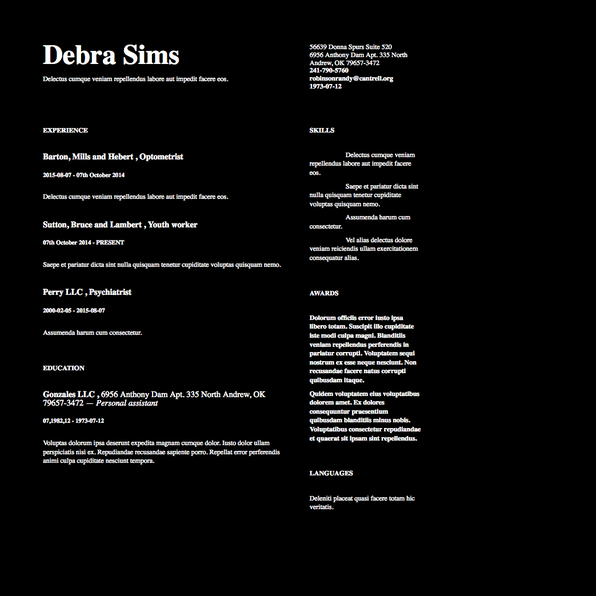 Debra Sims
Delectus cumque veniam repellendus labore aut impedit facere eos.
56639 Donna Spurs Suite 520
6956 Anthony Dam Apt. 335 North
Andrew, OK 79657-3472
241-790-5760
robinsonrandy@cantrell.org
1973-07-12
EXPERIENCE
Barton, Mills and Hebert , Optometrist
2015-08-07 - 07th October 2014
Delectus cumque veniam repellendus labore aut impedit facere eos.
Sutton, Bruce and Lambert , Youth worker
07th October 2014 - PRESENT
Saepe et pariatur dicta sint nulla quisquam tenetur cupiditate voluptas quisquam nemo.
Perry LLC , Psychiatrist
2000-02-05 - 2015-08-07
Assumenda harum cum consectetur.
EDUCATION
Gonzales LLC , 6956 Anthony Dam Apt. 335 North Andrew, OK
79657-3472 — Personal assistant
07,1982,12 - 1973-07-12
Voluptas dolorum ipsa deserunt expedita magnam cumque dolor. Iusto dolor ullam
perspiciatis nisi ex. Repudiandae recusandae sapiente porro. Repellat error perferendis
animi culpa cupiditate nesciunt tempora.
SKILLS
Delectus cumque veniam
repellendus labore aut impedit facere
eos.
Saepe et pariatur dicta sint
nulla quisquam tenetur cupiditate
voluptas quisquam nemo.
Assumenda harum cum
consectetur.
Vel alias delectus dolore
veniam reiciendis ullam exercitationem
consequatur alias.
AWARDS
Dolorum officiis error iusto ipsa
libero totam. Suscipit illo cupiditate
iste modi culpa magni. Blanditiis
veniam repellendus perferendis in
pariatur corrupti. Voluptatem sequi
nostrum ex esse neque nesciunt. Non
recusandae facere natus corrupti
quibusdam itaque.
Quidem voluptatem eius voluptatibus
dolorem amet. Ex dolores
consequuntur praesentium
quibusdam blanditiis minus nobis.
Voluptatibus consectetur repudiandae
et quaerat sit ipsam sint repellendus.
LANGUAGES
Deleniti placeat quasi facere totam hic
veritatis.